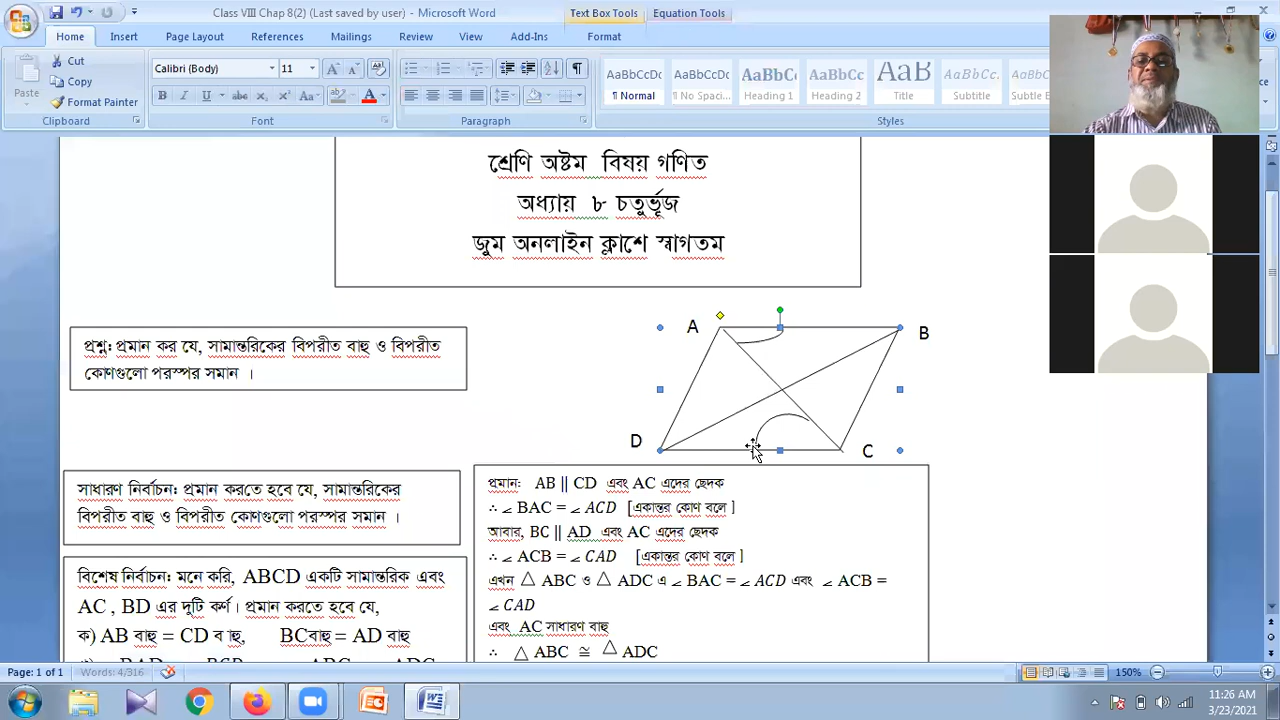 Class VIII Chap 8(2) (Last saved by user) - Microsoft Word
Text Box Tools
Equation Tools
Home
Insert
Page Layout
References
Mailings
Review
View
Add-Ins
Format
Paste
Cut
Copy
Format Painter
Clipboard
Calibri (Body)
11
Font
Paragraph
AaBbCcDc
¶ Normal
AaBbCcDc
¶ No Spaci...
AaBbC
Heading 1
AaBbCc
Heading 2
AaB
Title
AaBbCc.
Subtitle
AaBbCc
Subtle E
Styles
শ্রেণি অষ্টম বিষয় গণিত
অধ্যায় ৮ চতুর্ভূজ
জুম অনলাইন ক্লাশে স্বাগতম
প্রশ্ন: প্রমান কর যে, সামান্তরিকের বিপরীত বাহু ও বিপরীত
কোণগুলো পরস্পর সমান ।
A
B
D
C
সাধারণ নির্বাচন: প্রমান করতে হবে যে, সামান্তরিকের
বিপরীত বাহু ও বিপরীত কোণগুলো পরস্পর সমান ।
বিশেষ নির্বাচন: মনে করি, ABCD একটি সামান্তরিক এবং
AC , BD এর দুটি কর্ণ। প্রমান করতে হবে যে,
ক) AB বাহু = CD ব াহু, BCবাহু = AD বাহু
প্রমান: AB || CD এবং AC এদের ছেদক
∴ ∠ BAC = ∠ ACD [একান্তর কোণ বলে ]
আবার, BC || AD এবং AC এদের ছেদক
∴ ∠ ACB = ∠ CAD [একান্তর কোণ বলে ]
এখন △ ABC ও △ ADC এ ∠ BAC = ∠ ACD এবং ∠ ACB =
∠ CAD
এবং AC সাধারণ বাহু
∴ △ ABC ≅ △ ADC
Page: 1 of 1
Words: 4/316
150%
11:26 AM
3/23/2021